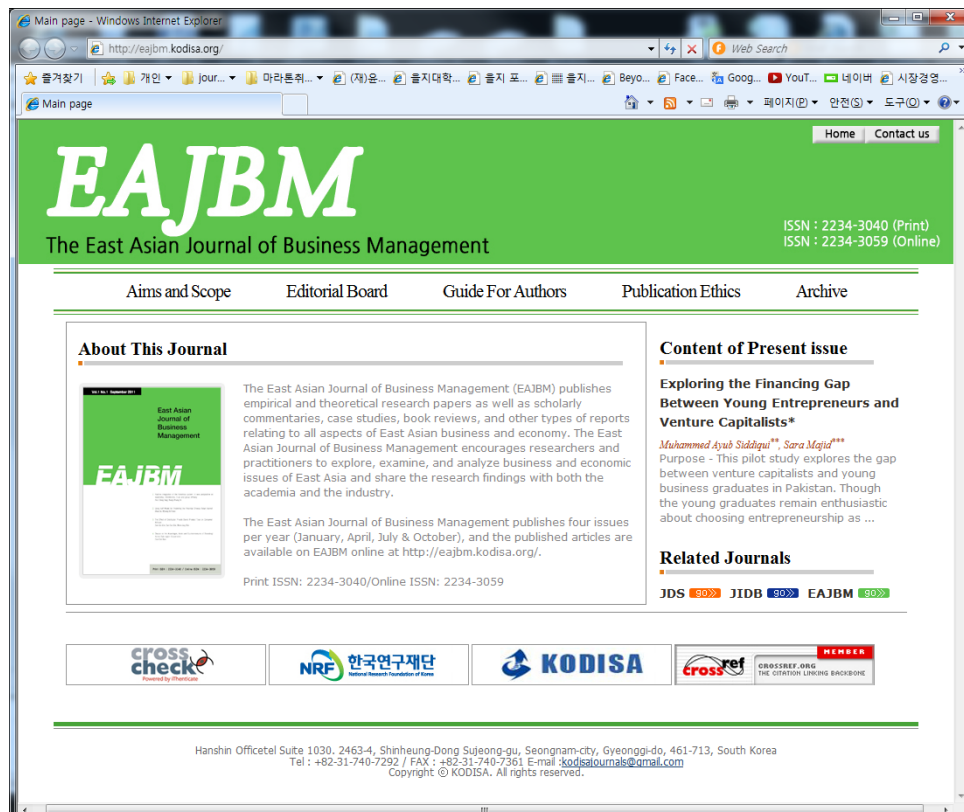 Main page - Windows Internet Explorer
http://eajbm.kodisa.org/
Web Search
즐겨찾기 개인 jour... 마라톤취... (재)윤... 을지대학... 을지 포... 을지... Beyo... Face... Goog... YouT... 네이버 시장경영...
Main page
페이지(P) 안전(S) 도구(O)
Home Contact us
EAJBM
The East Asian Journal of Business Management
ISSN : 2234-3040 (Print)
ISSN : 2234-3059 (Online)
Aims and Scope Editorial Board Guide For Authors Publication Ethics Archive
About This Journal
Vol.1 No.1 September 2011
East Asian
Journal of
Business
Management
EAJBM
The East Asian Journal of Business Management (EAJBM) publishes
empirical and theoretical research papers as well as scholarly
commentaries, case studies, book reviews, and other types of reports
relating to all aspects of East Asian business and economy. The East
Asian Journal of Business Management encourages researchers and
practitioners to explore, examine, and analyze business and economic
issues of East Asia and share the research findings with both the
academia and the industry.
The East Asian Journal of Business Management publishes four issues
per year (January, April, July & October), and the published articles are
available on EAJBM online at http://eajbm.kodisa.org/.
Print ISSN: 2234-3040/Online ISSN: 2234-3059
Content of Present issue
Exploring the Financing Gap
Between Young Entrepreneurs and
Venture Capitalists*
Muhammed Ayub Siddiqui**, Sara Majid***
Purpose - This pilot study explores the gap
between venture capitalists and young
business graduates in Pakistan. Though
the young graduates remain enthusiastic
about choosing entrepreneurship as ...
Related Journals
JDS go JIDB go EAJBM go
cross
check
Powered by iThenticate
NRF 한국연구재단
National Research Foundation of Korea
KODISA
crossref
MEMBER
CROSSREF.ORG
THE CITATION LINKING BACKBONE
Hanshin Officetel Suite 1030. 2463-4, Shinheung-Dong Sujeong-gu, Seongnam-city, Gyeonggi-do, 461-713, South Korea
Tel : +82-31-740-7292 / FAX : +82-31-740-7361 E-mail :kodisajournals@gmail.com
Copyright ⓒ KODISA. All rights reserved.